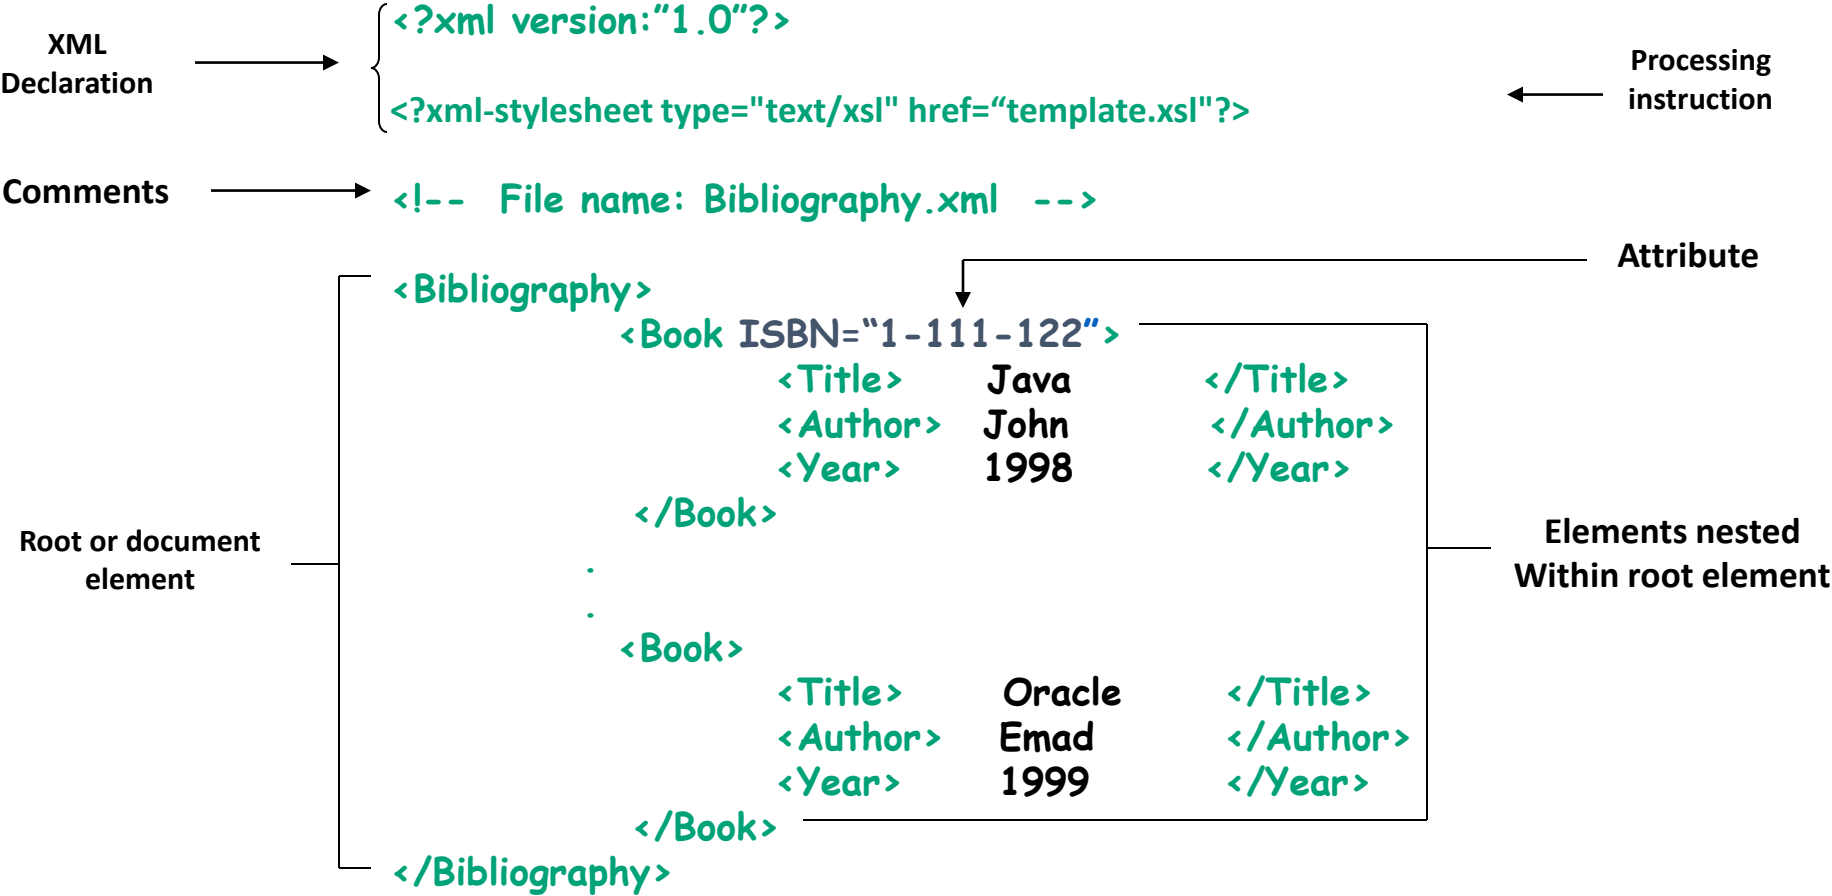 XML
Declaration
<?xml version:”1.0”?>
<?xml-stylesheet type="text/xsl" href=“template.xsl"?>
Processing
instruction
Comments
<!-- File name: Bibliography.xml -->
Attribute
<Bibliography>
<Book ISBN=“1-111-122”>
<Title> Java </Title>
<Author> John </Author>
<Year> 1998 </Year>
</Book>
Root or document
element
.
.
Elements nested
Within root element
<Book>
<Title> Oracle </Title>
<Author> Emad </Author>
<Year> 1999 </Year>
</Book>
</Bibliography>